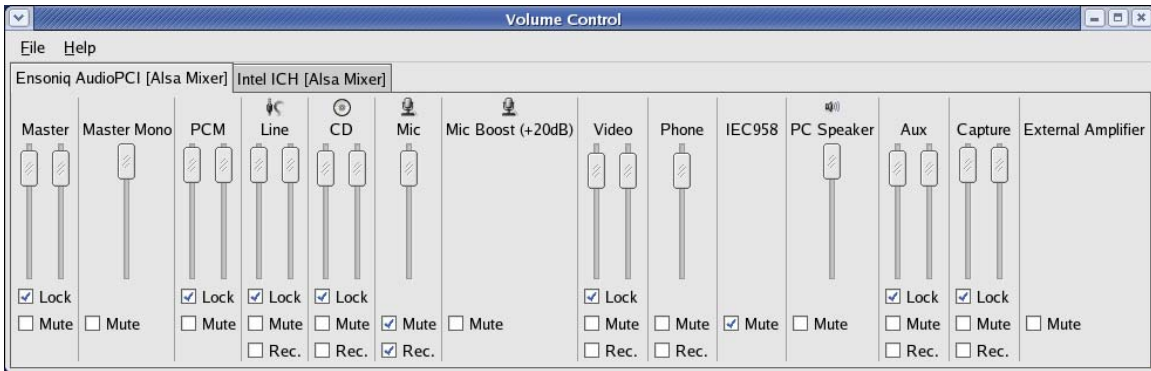 Volume Control
File Help
Ensoniq AudioPCI [Alsa Mixer] Intel ICH [Alsa Mixer]
Master Master Mono PCM Line CD Mic Mic Boost (+20dB) Video Phone IEC958 PC Speaker Aux Capture External Amplifier
Lock Lock Lock Lock Lock Lock Lock
Mute Mute Mute Mute Mute Mute Mute Mute Mute Mute Mute Mute Mute Mute
Rec. Rec. Rec. Rec. Rec. Rec. Rec.